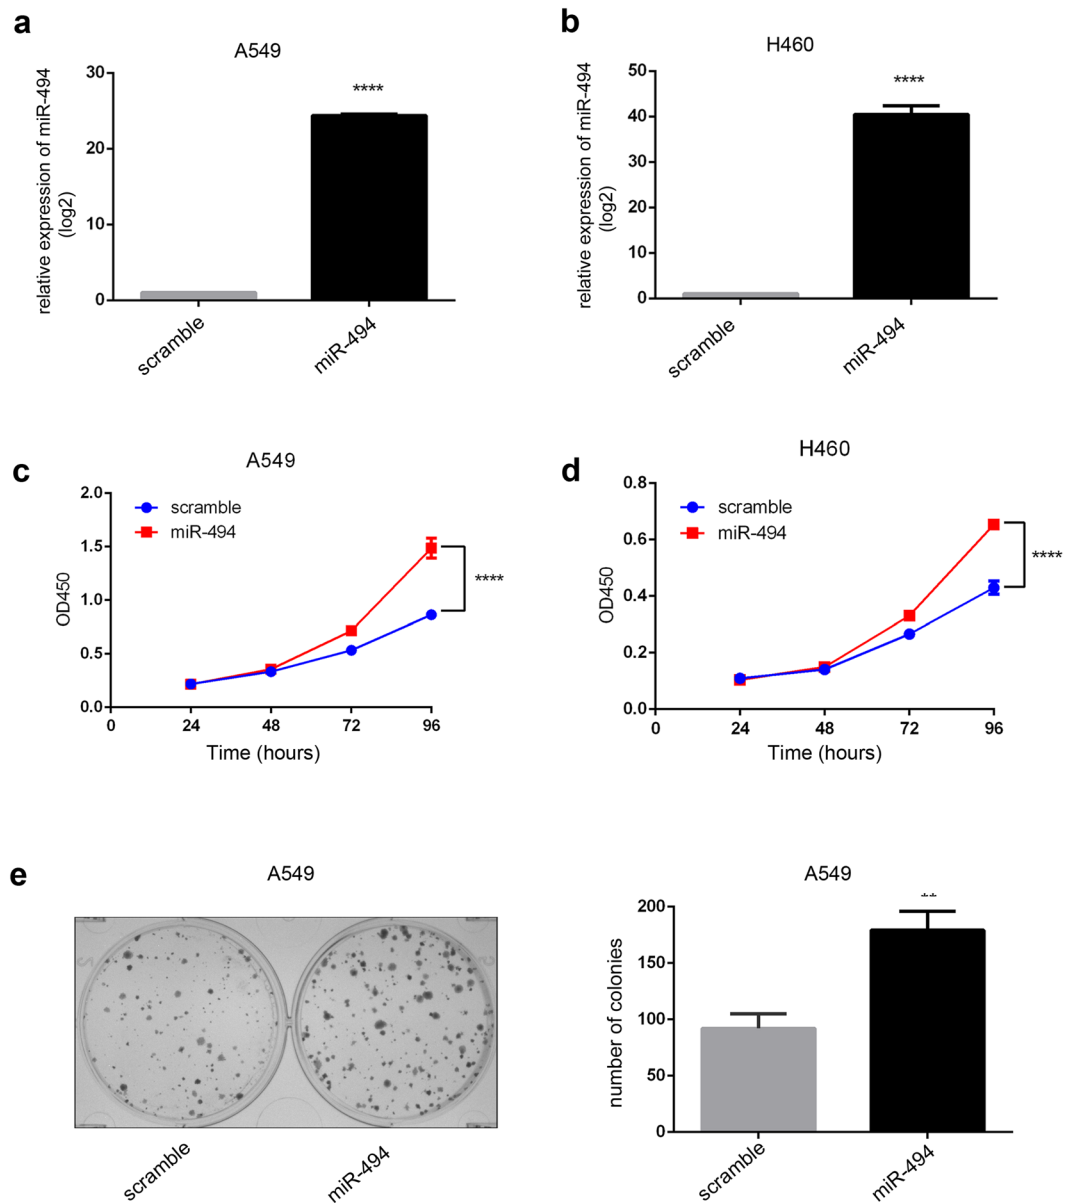 a
A549
relative expression of miR-494
(log2)
30
20
10
0
****
scramble
miR-494
b
H460
relative expression of miR-494
(log2)
50
40
30
20
10
0
****
scramble
miR-494
c
A549
OD450
2.0
1.5
1.0
0.5
0.0
scramble
miR-494
****
0 24 48 72 96
Time (hours)
d
H460
OD450
0.8
0.6
0.4
0.2
0.0
scramble
miR-494
****
0 24 48 72 96
Time (hours)
e
A549
scramble
miR-494
A549
number of colonies
200
150
100
50
0
**
scramble
miR-494